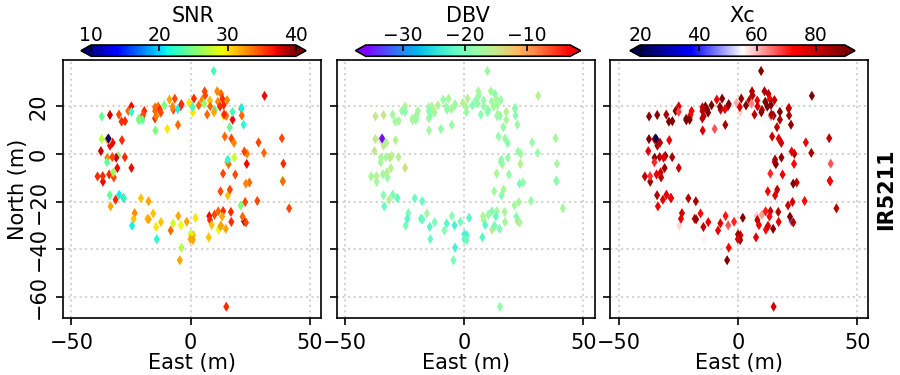 SNR DBV Xc
10 20 30 40 −30 −20 −10 20 40 60 80
North (m)
20
0
−20
−40
−60
IR5211
−50 0 50 −50 0 50 −50 0 50
East (m) East (m) East (m)